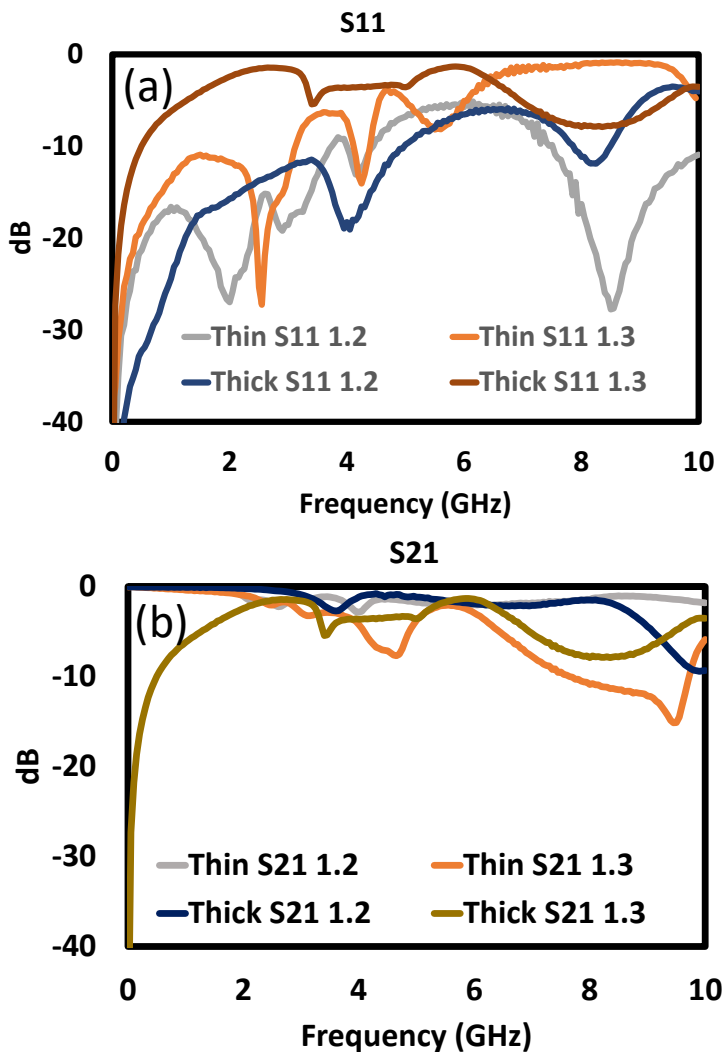 S11
(a)
0
-10
-20
-30
-40
dB
Thin S11 1.2 Thin S11 1.3
Thick S11 1.2 Thick S11 1.3
0 2 4 6 8 10
Frequency (GHz)
S21
(b)
0
-10
-20
-30
-40
dB
Thin S21 1.2 Thin S21 1.3
Thick S21 1.2 Thick S21 1.3
0 2 4 6 8 10
Frequency (GHz)